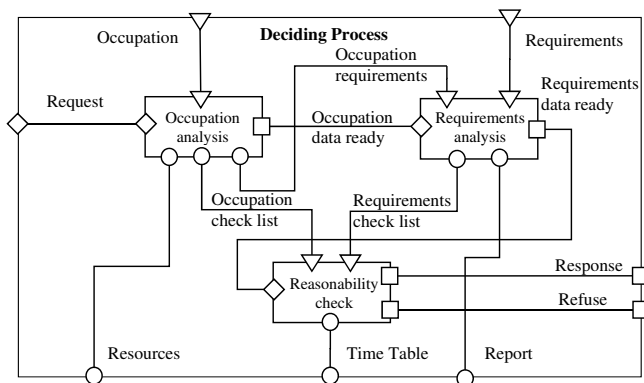 Occupation
Deciding Process
Occupation
requirements
Requirements
Requirements
data ready
Request
Occupation
analysis
Occupation
data ready
Requirements
analysis
Occupation
check list
Requirements
check list
Reasonability
check
Response
Refuse
Resources
Time Table
Report